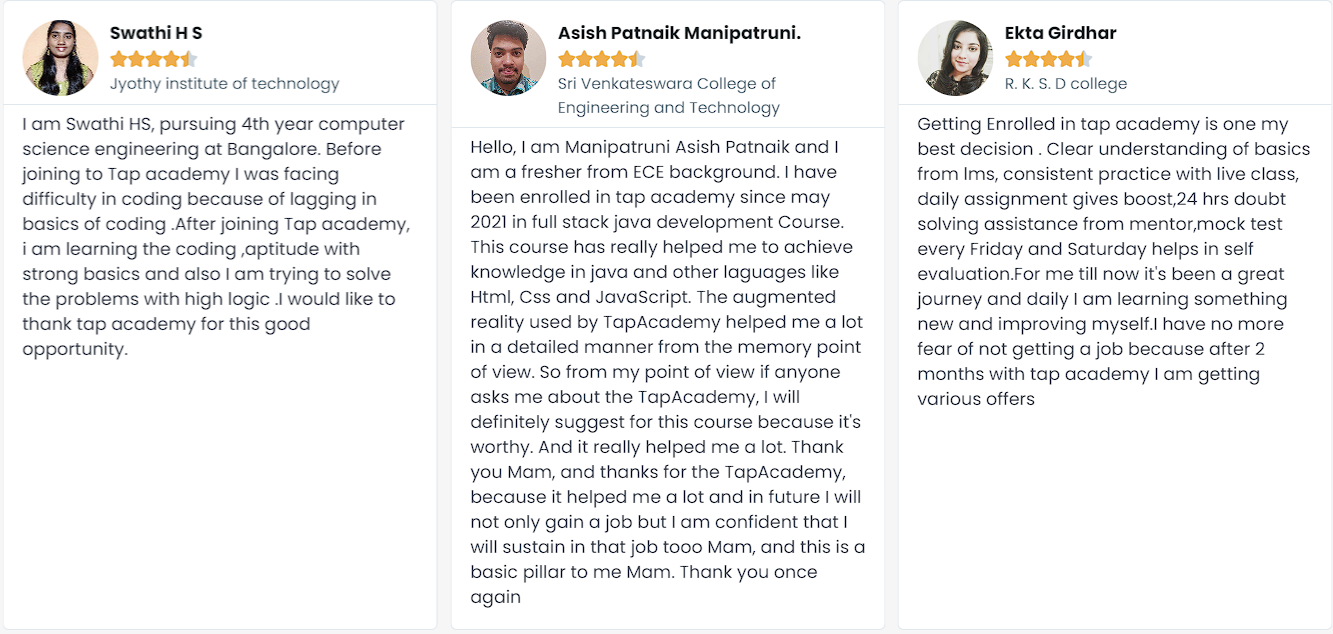 Swathi H S
Jyothy institute of technology
I am Swathi HS, pursuing 4th year computer
science engineering at Bangalore. Before
joining to Tap academy I was facing
difficulty in coding because of lagging in
basics of coding .After joining Tap academy,
i am learning the coding ,aptitude with
strong basics and also I am trying to solve
the problems with high logic .I would like to
thank tap academy for this good
opportunity.
Asish Patnaik Manipatruni.
Sri Venkateswara College of
Engineering and Technology
Hello, I am Manipatruni Asish Patnaik and I
am a fresher from ECE background. I have
been enrolled in tap academy since may
2021 in full stack java development Course.
This course has really helped me to achieve
knowledge in java and other laguages like
Html, Css and JavaScript. The augmented
reality used by TapAcademy helped me a lot
in a detailed manner from the memory point
of view. So from my point of view if anyone
asks me about the TapAcademy, I will
definitely suggest for this course because it's
worthy. And it really helped me a lot. Thank
you Mam, and thanks for the TapAcademy,
because it helped me a lot and in future I will
not only gain a job but I am confident that I
will sustain in that job tooo Mam, and this is a
basic pillar to me Mam. Thank you once
again
Ekta Girdhar
R. K. S. D college
Getting Enrolled in tap academy is one my
best decision . Clear understanding of basics
from lms, consistent practice with live class,
daily assignment gives boost,24 hrs doubt
solving assistance from mentor,mock test
every Friday and Saturday helps in self
evaluation.For me till now it's been a great
journey and daily I am learning something
new and improving myself.I have no more
fear of not getting a job because after 2
months with tap academy I am getting
various offers